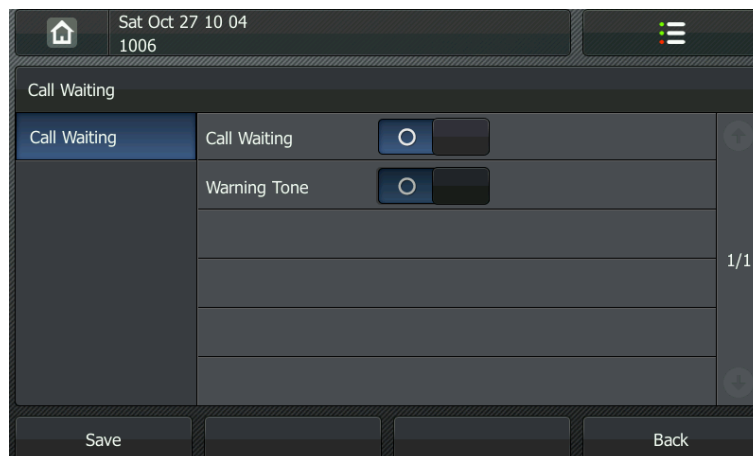 Sat Oct 27 10 04
1006
Call Waiting
Call Waiting
Call Waiting
Warning Tone
1/1
Save
Back